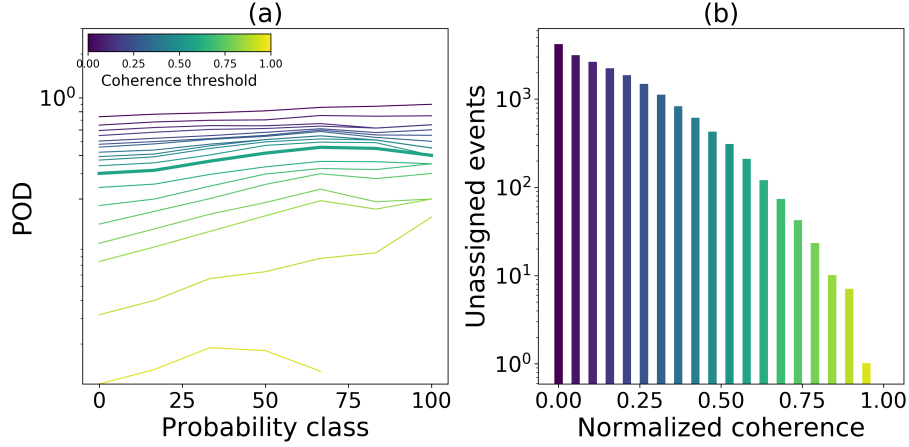 (a)
0.00 0.25 0.50 0.75 1.00
Coherence threshold
10⁰
POD
0 25 50 75 100
Probability class
(b)
Unassigned events
10³
10²
10¹
10⁰
0.00 0.25 0.50 0.75 1.00
Normalized coherence